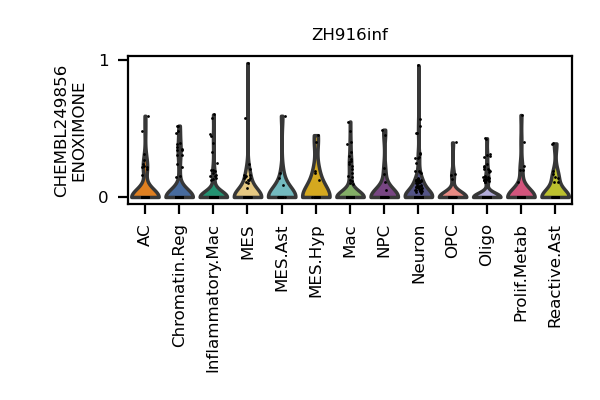 ZH916inf
CHEMBL249856
ENOXIMONE
1
0
AC
Chromatin.Reg
Inflammatory.Mac
MES
MES.Ast
MES.Hyp
Mac
NPC
Neuron
OPC
Oligo
Prolif.Metab
Reactive.Ast